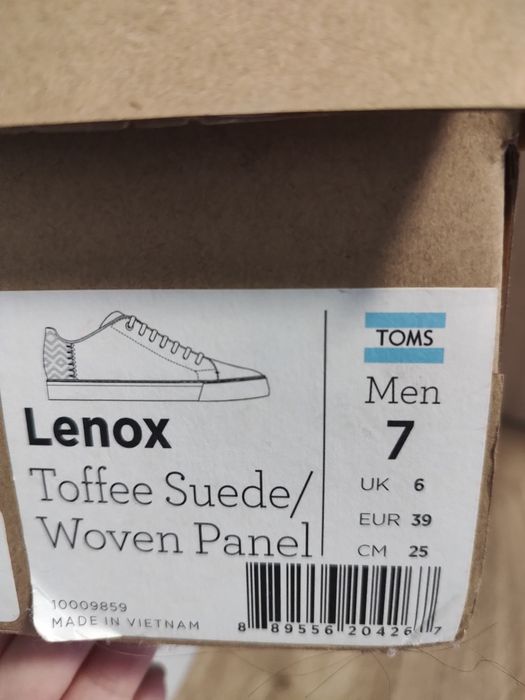 Lenox
Toffee Suede/
Woven Panel
10009859
MADE IN VIETNAM
TOMS
Men
7
UK 6
EUR 39
CM 25
8 89556 20426 7